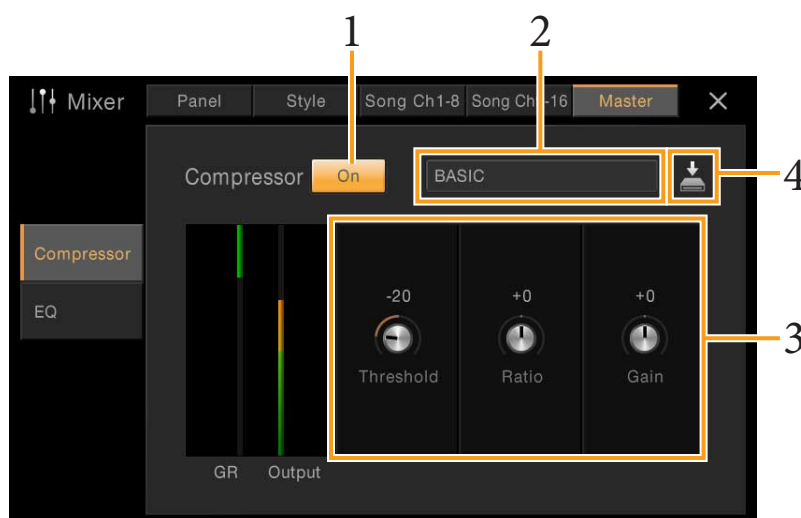 1 2
Mixer Panel Style Song Ch1-8 Song Ch -16 Master
Compressor On BASIC 4
Compressor
EQ
-20 +0 +0
3
Threshold Ratio Gain
GR Output